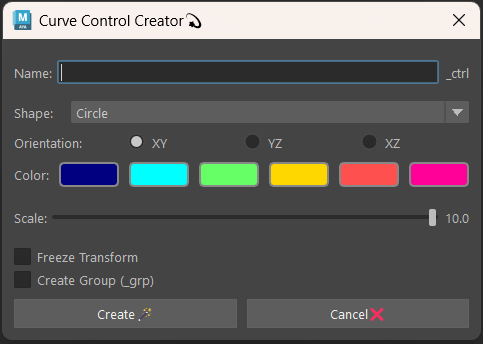 Curve Control Creator💫
Name: _ctrl
Shape: Circle
Orientation: XY YZ XZ
Color:
Scale: 10.0
Freeze Transform
Create Group (_grp)
Create🪄 Cancel❌